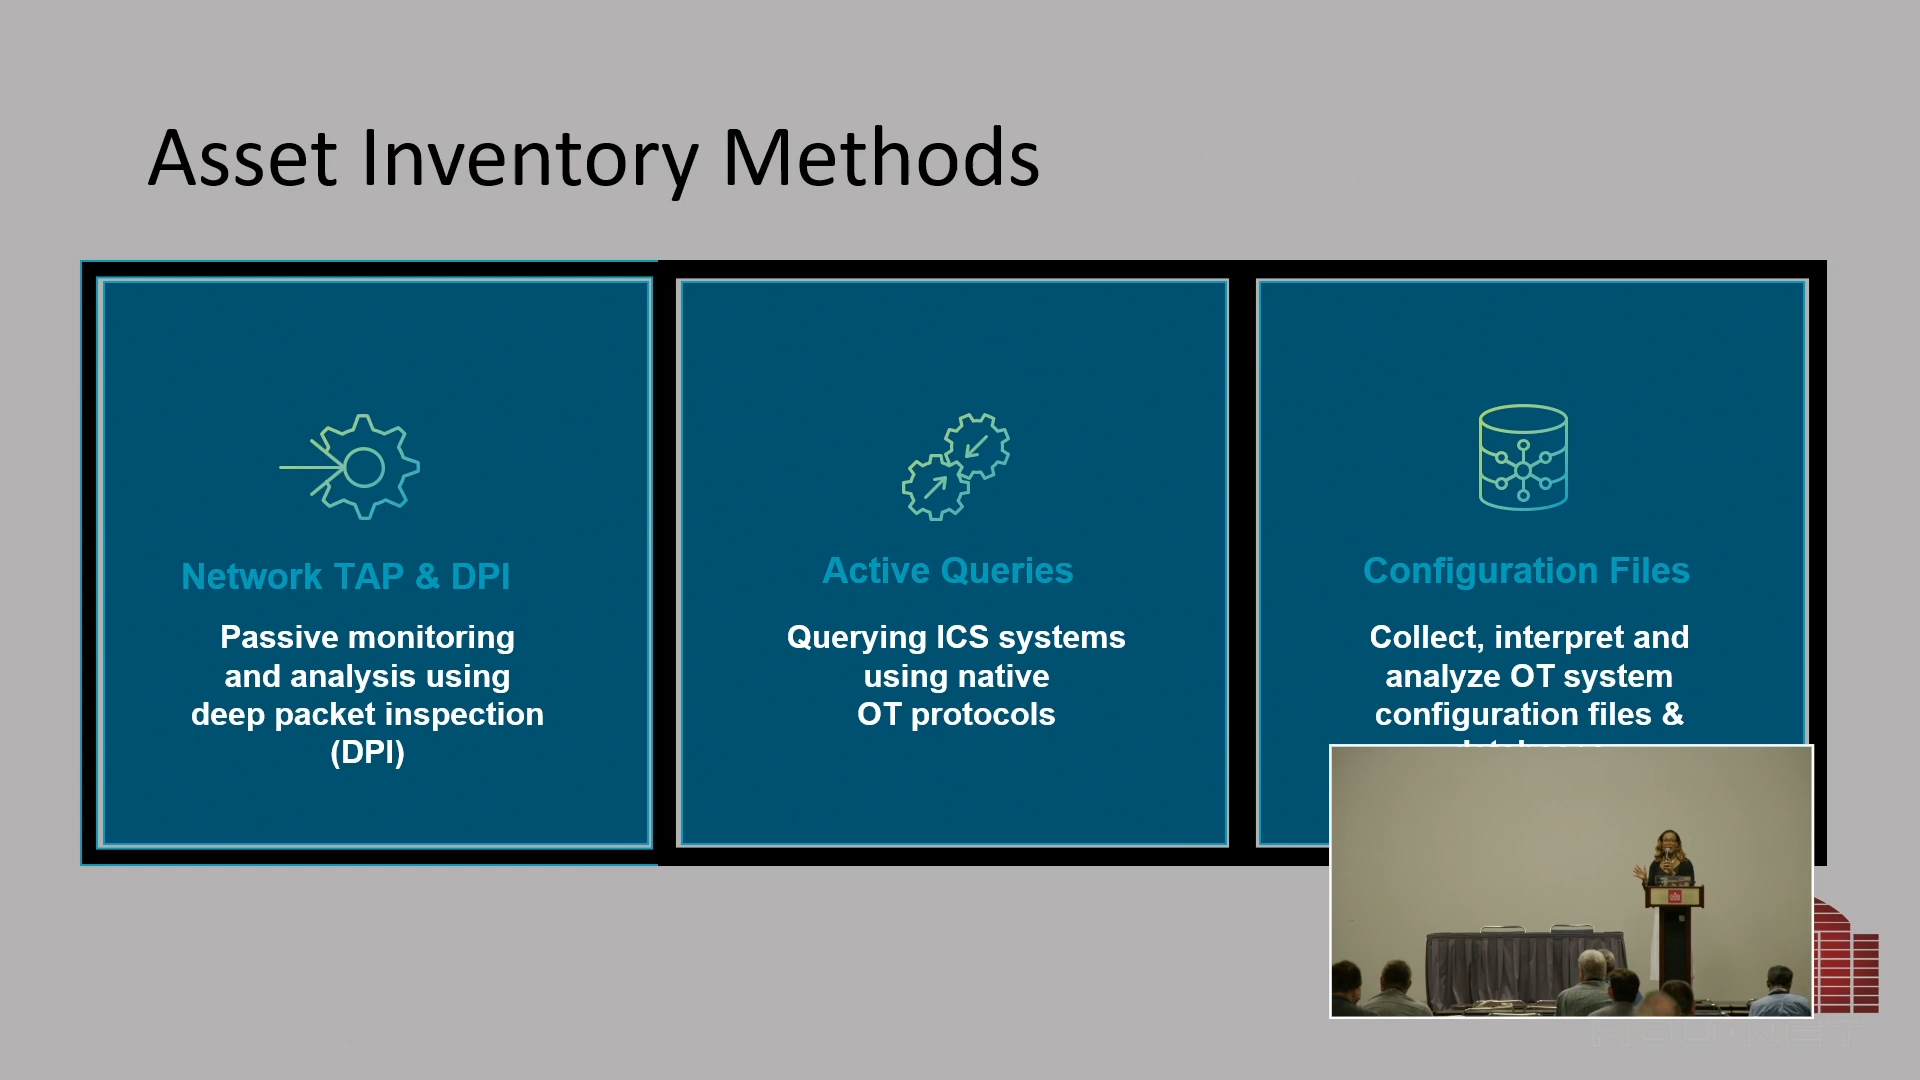 Asset Inventory Methods
Network TAP & DPI
Passive monitoring
and analysis using
deep packet inspection
(DPI)
Active Queries
Querying ICS systems
using native
OT protocols
Configuration Files
Collect, interpret and
analyze OT system
configuration files &